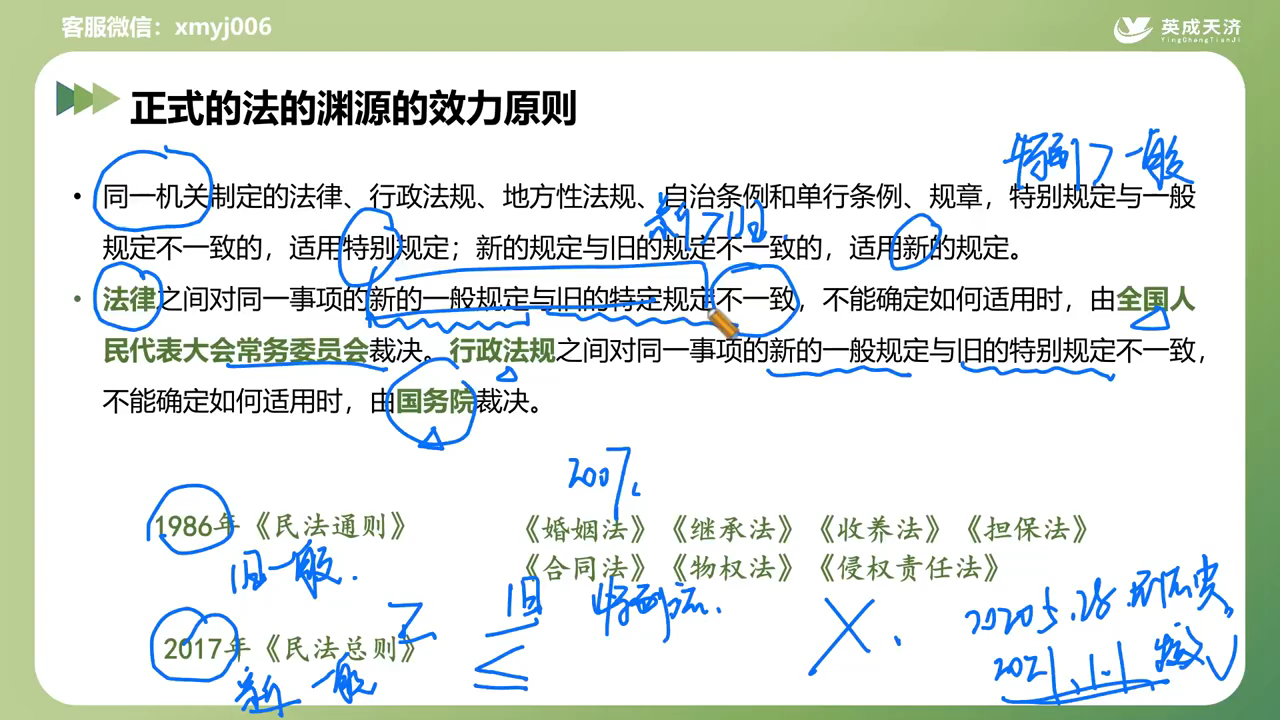 客服微信：xmyj006
英成天济
YingChengTianJi
正式的法的渊源的效力原则
特别>一般
• 同一机关制定的法律、行政法规、地方性法规、自治条例和单行条例、规章，特别规定与一般
新>旧.
规定不一致的，适用特别规定；新的规定与旧的规定不一致的，适用新的规定。
• 法律之间对同一事项的新的一般规定与旧的特定规定不一致，不能确定如何适用时，由全国人
民代表大会常务委员会裁决。行政法规之间对同一事项的新的一般规定与旧的特别规定不一致，
不能确定如何适用时，由国务院裁决。
1986年《民法通则》
《婚姻法》《继承法》《收养法》《担保法》
《合同法》《物权法》《侵权责任法》
旧一般.
旧 特别法.
2020 5.28
2017年《民法总则》
≥ ≤
2021.1.1
新一般